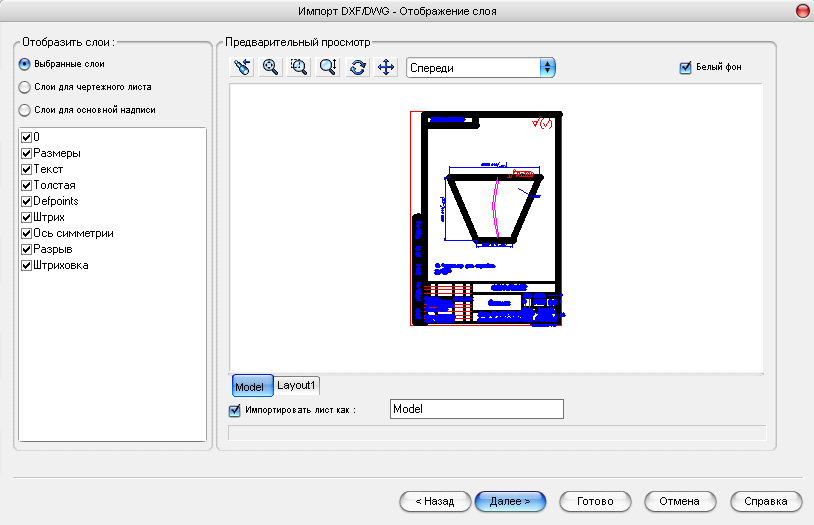 Импорт DXF/DWG - Отображение слоя
Отобразить слои :
Выбранные слои
Слои для чертежного листа
Слои для основной надписи
0
Размеры
Текст
Толстая
Defpoints
Штрих
Ось симметрии
Разрыв
Штриховка
Предварительный просмотр
Спереди
Белый фон
Model
Layout1
Импортировать лист как :
Model
< Назад
Далее >
Готово
Отмена
Справка